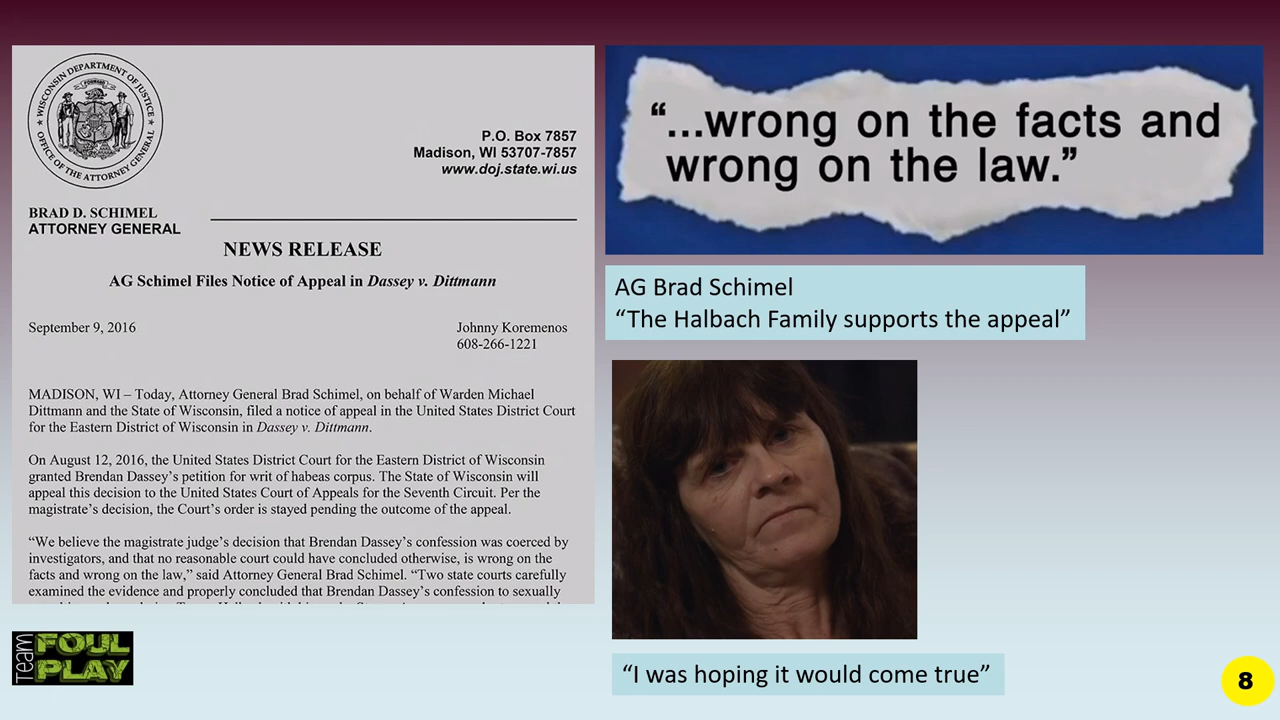 WISCONSIN DEPARTMENT OF JUSTICE
OFFICE OF THE ATTORNEY GENERAL
FORWARD
P.O. Box 7857
Madison, WI 53707-7857
www.doj.state.wi.us
BRAD D. SCHIMEL
ATTORNEY GENERAL
NEWS RELEASE
AG Schimel Files Notice of Appeal in Dassey v. Dittmann
September 9, 2016
Johnny Koremenos
608-266-1221
MADISON, WI – Today, Attorney General Brad Schimel, on behalf of Warden Michael
Dittmann and the State of Wisconsin, filed a notice of appeal in the United States District Court
for the Eastern District of Wisconsin in Dassey v. Dittmann.
On August 12, 2016, the United States District Court for the Eastern District of Wisconsin
granted Brendan Dassey’s petition for writ of habeas corpus. The State of Wisconsin will
appeal this decision to the United States Court of Appeals for the Seventh Circuit. Per the
magistrate’s decision, the Court’s order is stayed pending the outcome of the appeal.
“We believe the magistrate judge’s decision that Brendan Dassey’s confession was coerced by
investigators, and that no reasonable court could have concluded otherwise, is wrong on the
facts and wrong on the law,” said Attorney General Brad Schimel. “Two state courts carefully
examined the evidence and properly concluded that Brendan Dassey’s confession to sexually
“...wrong on the facts and
wrong on the law.”
AG Brad Schimel
“The Halbach Family supports the appeal”
“I was hoping it would come true”
team
FOUL
PLAY
8